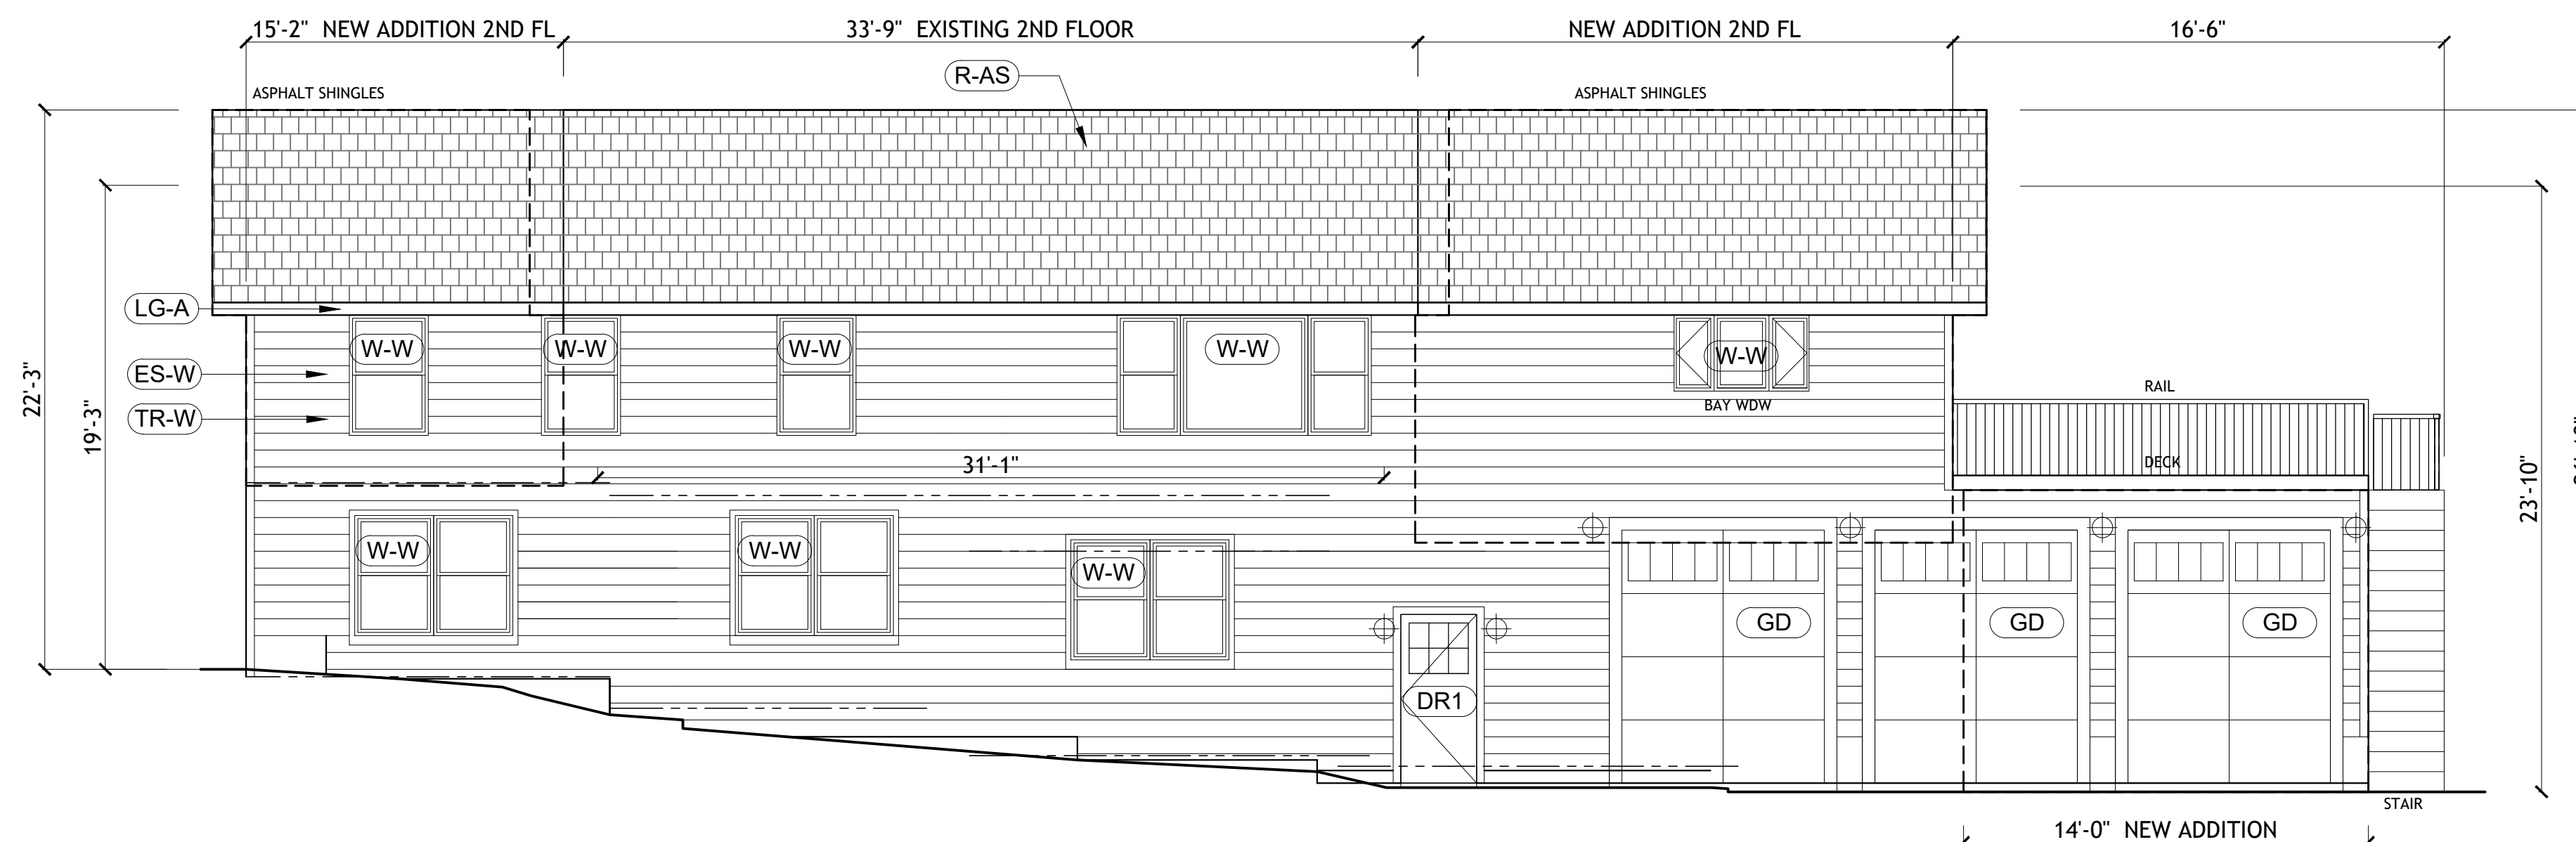 15'-2" NEW ADDITION 2ND FL
33'-9" EXISTING 2ND FLOOR
NEW ADDITION 2ND FL
16'-6"
R-AS
ASPHALT SHINGLES
ASPHALT SHINGLES
LG-A
ES-W
TR-W
22'-3"
19'-3"
W-W
W-W
W-W
W-W
W-W
BAY WDW
RAIL
DECK
31'-1"
23'-10"
W-W
W-W
W-W
GD
GD
GD
DR1
STAIR
14'-0" NEW ADDITION